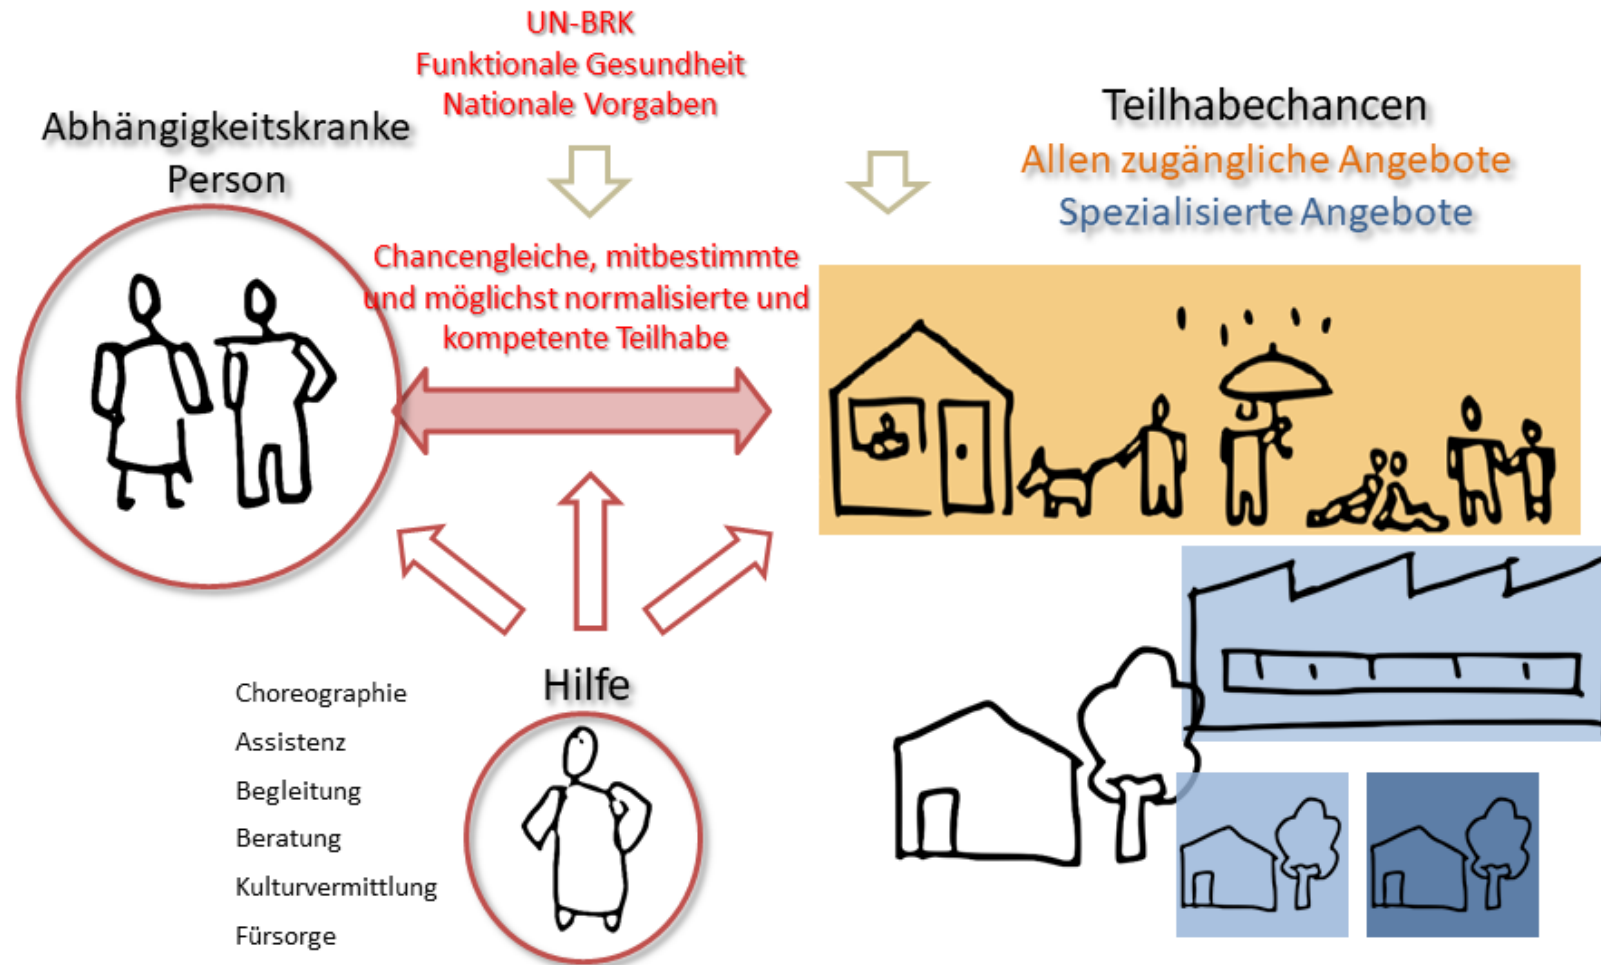 UN-BRK
Funktionale Gesundheit
Nationale Vorgaben
Abhängigkeitskranke
Person
Teilhabechancen
Allen zugängliche Angebote
Spezialisierte Angebote
Chancengleiche, mitbestimmte
und möglichst normalisierte und
kompetente Teilhabe
Hilfe
Choreographie
Assistenz
Begleitung
Beratung
Kulturvermittlung
Fürsorge